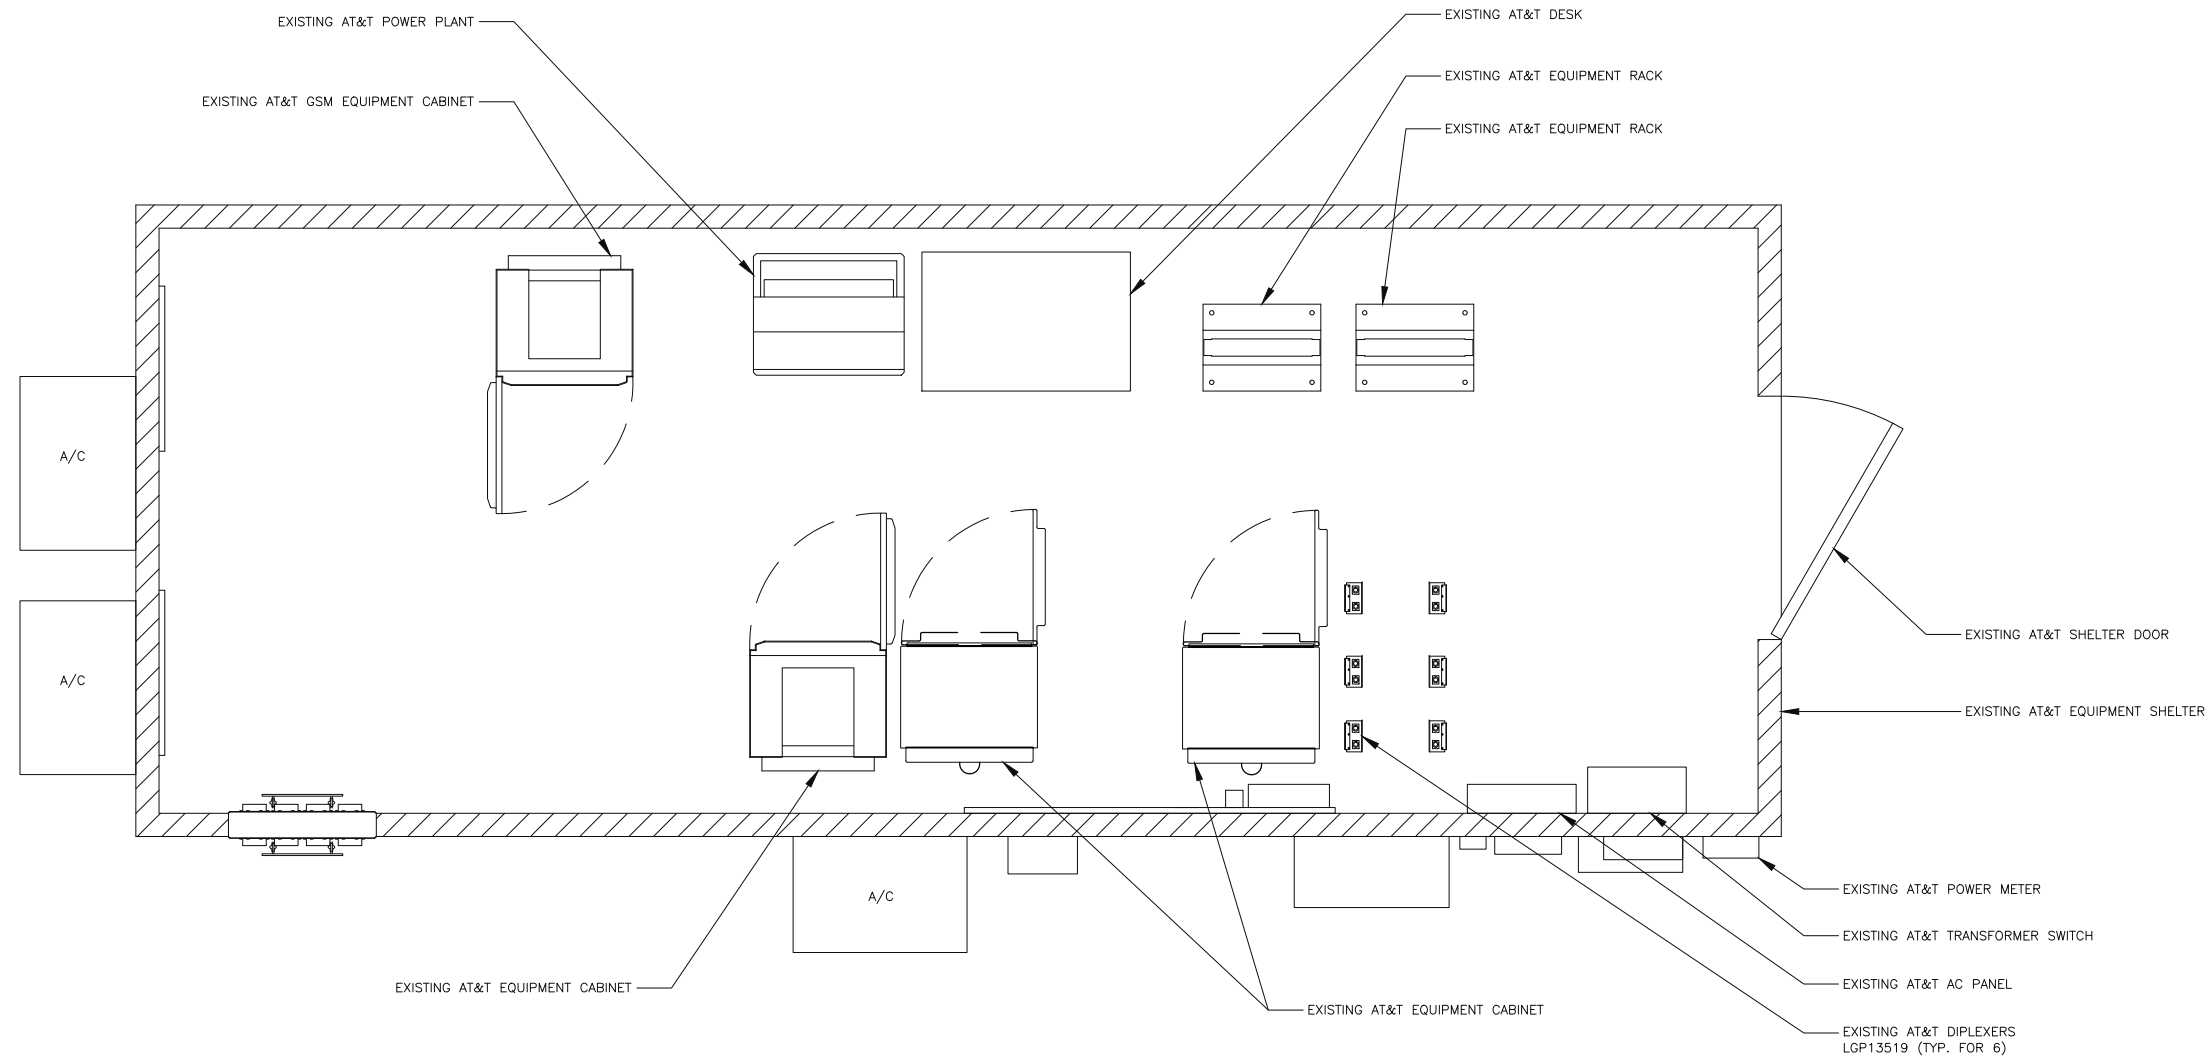 EXISTING AT&T POWER PLANT
EXISTING AT&T DESK
EXISTING AT&T EQUIPMENT RACK
EXISTING AT&T GSM EQUIPMENT CABINET
EXISTING AT&T EQUIPMENT RACK
A/C
A/C
EXISTING AT&T SHELTER DOOR
EXISTING AT&T EQUIPMENT SHELTER
A/C
EXISTING AT&T POWER METER
EXISTING AT&T TRANSFORMER SWITCH
EXISTING AT&T AC PANEL
EXISTING AT&T EQUIPMENT CABINET
EXISTING AT&T EQUIPMENT CABINET
EXISTING AT&T DIPLEXERS
LGP13519 (TYP. FOR 6)